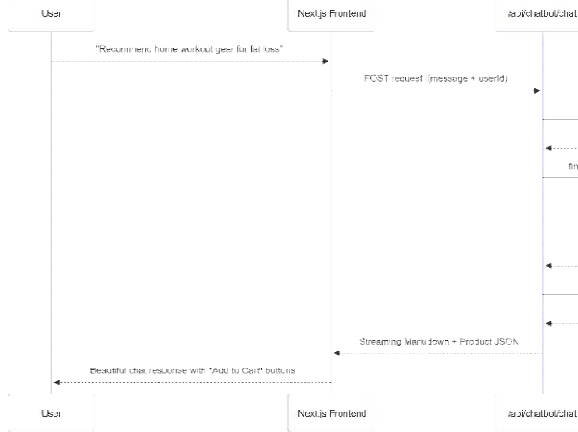 User
Next.js Frontend
/api/chatbot/chat
"Recommend home workout gear for fat loss"
POST request (message + userId)
fin
Streaming Markdown + Product JSON
Beautiful chat response with "Add to Cart" buttons
User
Next.js Frontend
/api/chatbot/chat